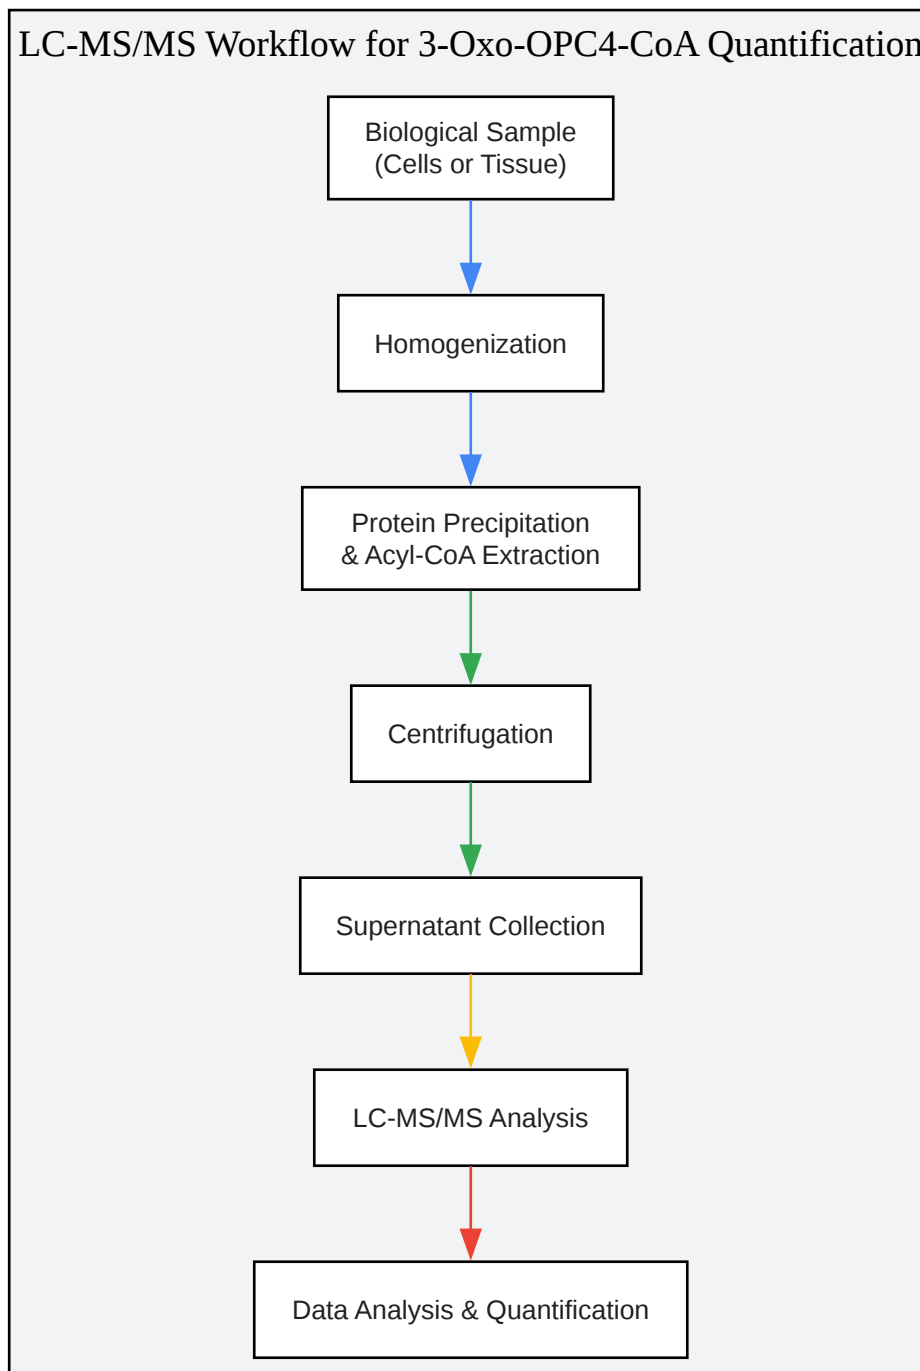 LC-MS/MS Workflow for 3-Oxo-OPC4-CoA Quantification
Biological Sample
(Cells or Tissue)
Homogenization
Protein Precipitation
& Acyl-CoA Extraction
Centrifugation
Supernatant Collection
LC-MS/MS Analysis
Data Analysis & Quantification